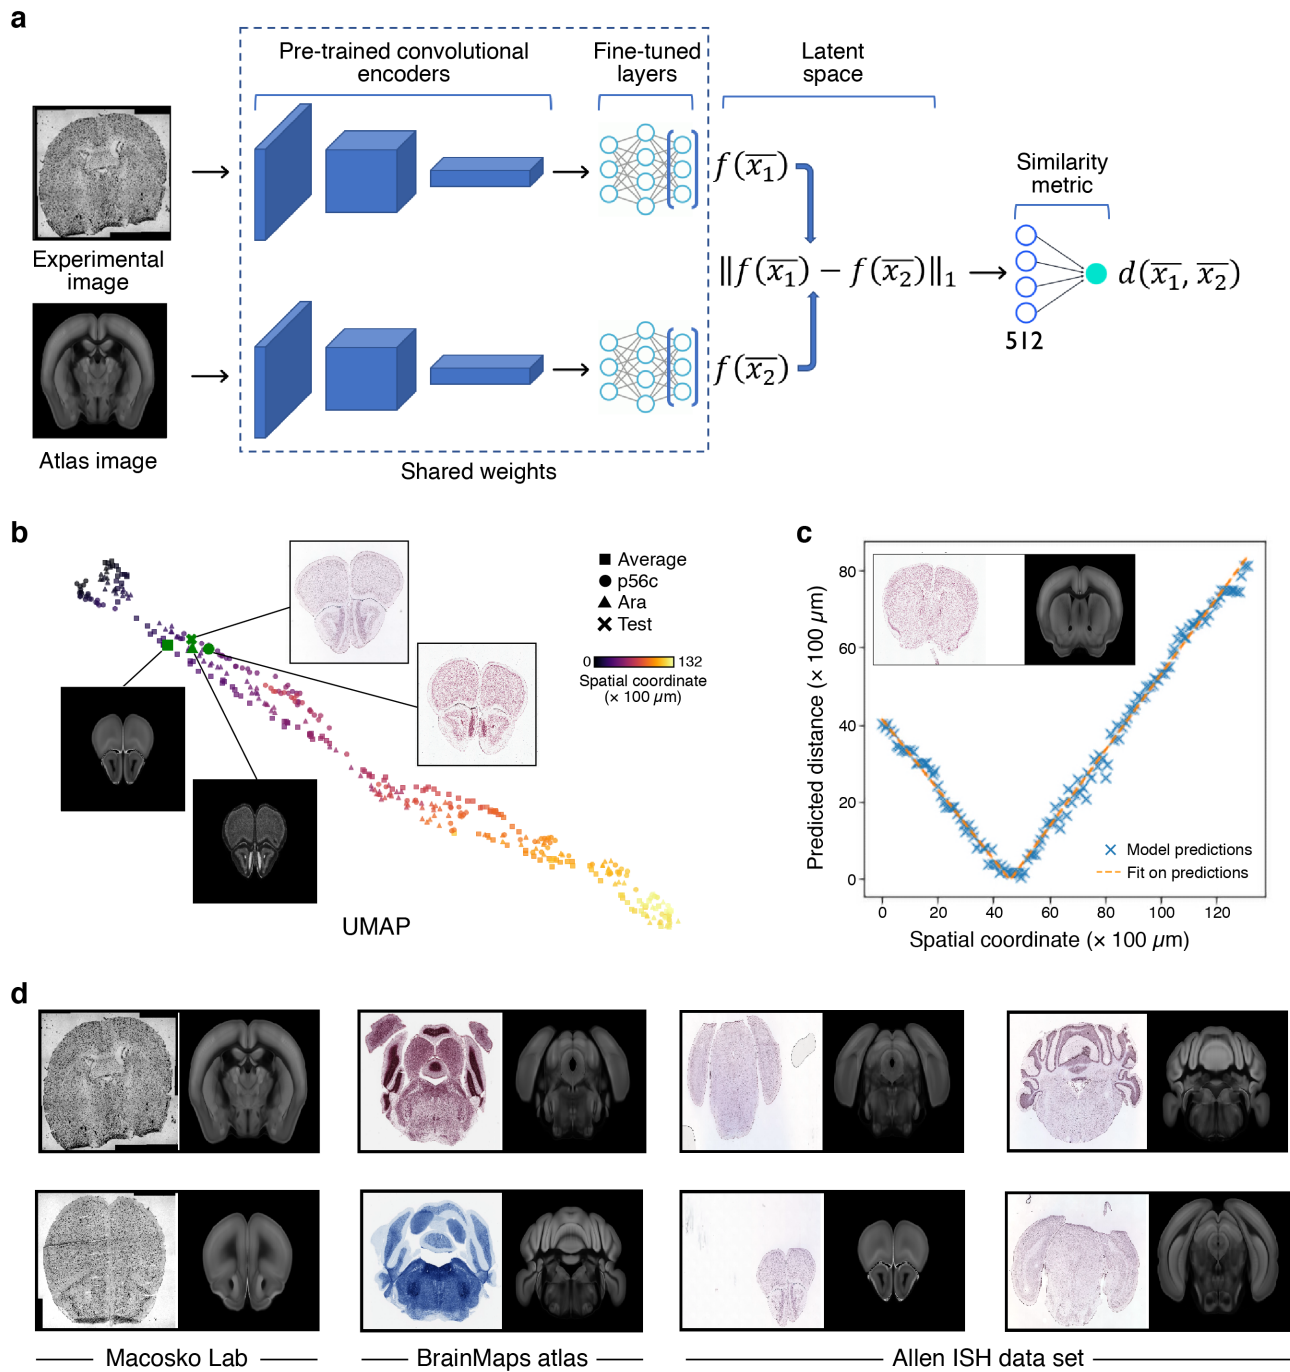 a
Pre-trained convolutional
encoders
Fine-tuned
layers
Latent
space
Similarity
metric
Experimental
image
Atlas image
f(x̅₁)
‖f(x̅₁) − f(x̅₂)‖₁
f(x̅₂)
512
d(x̅₁, x̅₂)
Shared weights
b
Average
p56c
Ara
Test
0 132
Spatial coordinate
(× 100 µm)
UMAP
c
Predicted distance (× 100 µm)
80
60
40
20
0
Model predictions
Fit on predictions
0 20 40 60 80 100 120
Spatial coordinate (× 100 µm)
d
Macosko Lab
BrainMaps atlas
Allen ISH data set